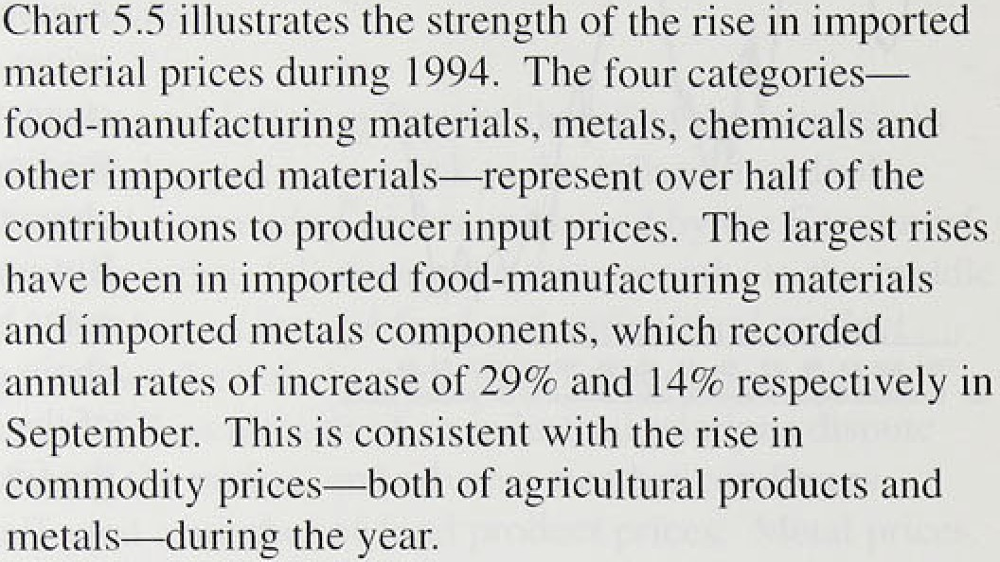 Chart 5.5 illustrates the strength of the rise in imported
material prices during 1994.  The four categories—
food-manufacturing materials, metals, chemicals and
other imported materials—represent over half of the
contributions to producer input prices.  The largest rises
have been in imported food-manufacturing materials
and imported metals components, which recorded
annual rates of increase of 29% and 14% respectively in
September.  This is consistent with the rise in
commodity prices—both of agricultural products and
metals—during the year.